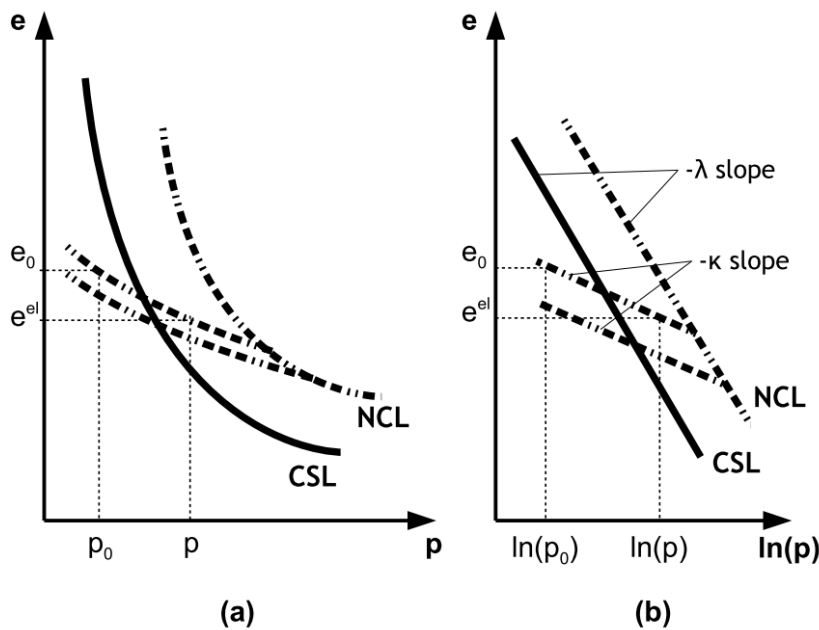 e
e₀
eᵉˡ
NCL
CSL
p₀
p
p
(a)
e
-λ slope
-κ slope
e₀
eᵉˡ
NCL
CSL
ln(p₀)
ln(p)
ln(p)
(b)